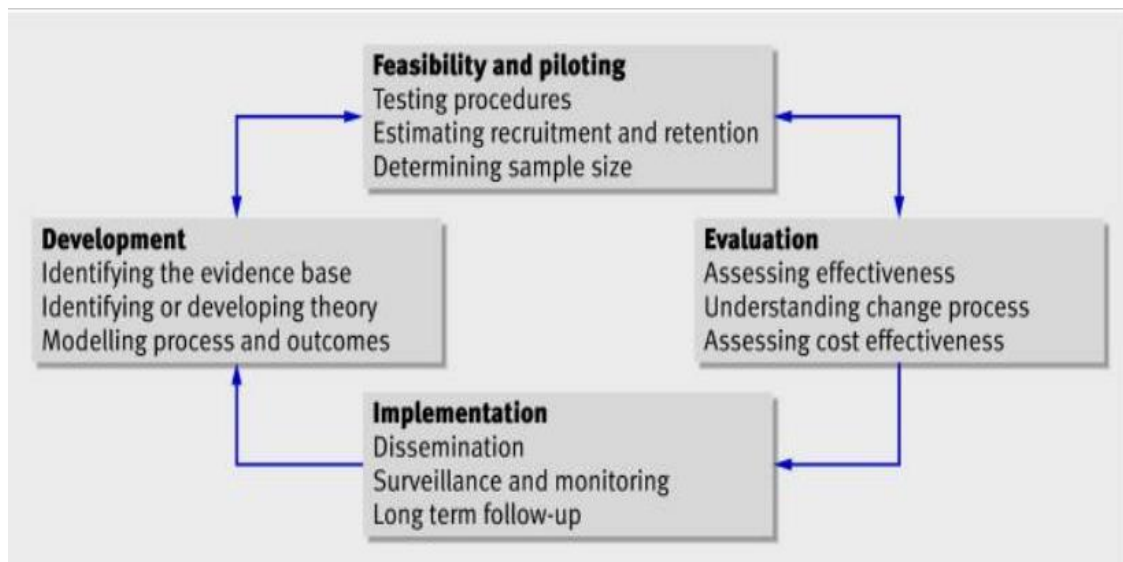 Feasibility and piloting
Testing procedures
Estimating recruitment and retention
Determining sample size
Development
Identifying the evidence base
Identifying or developing theory
Modelling process and outcomes
Evaluation
Assessing effectiveness
Understanding change process
Assessing cost effectiveness
Implementation
Dissemination
Surveillance and monitoring
Long term follow-up